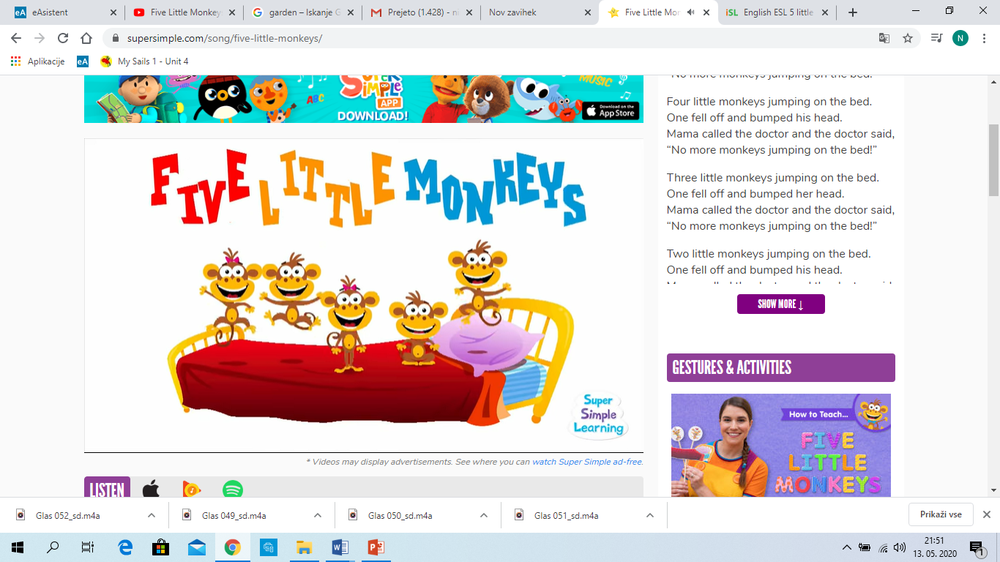 eAsistent
Five Little Monkey
garden – Iskanje G
Prejeto (1.428) - ni
Nov zavihek
Five Little Mor
English ESL 5 little
supersimple.com/song/five-little-monkeys/
N
Aplikacije
eA
My Sails 1 - Unit 4
ABC
SUPER
SIMPLE
APP
DOWNLOAD!
MUSIC
Download on the
App Store
FIVE LITTLE MONKEYS
Super
Simple
Learning
* Videos may display advertisements. See where you can watch Super Simple ad-free.
LISTEN
"No more monkeys jumping on the bed."
Four little monkeys jumping on the bed.
One fell off and bumped his head.
Mama called the doctor and the doctor said,
“No more monkeys jumping on the bed!”
Three little monkeys jumping on the bed.
One fell off and bumped her head.
Mama called the doctor and the doctor said,
“No more monkeys jumping on the bed!”
Two little monkeys jumping on the bed.
One fell off and bumped his head.
SHOW MORE ↓
GESTURES & ACTIVITIES
How to Teach...
FIVE
LITTLE
MONKEYS
Glas 052_sd.m4a
Glas 049_sd.m4a
Glas 050_sd.m4a
Glas 051_sd.m4a
Prikaži vse
21:51
13. 05. 2020
1